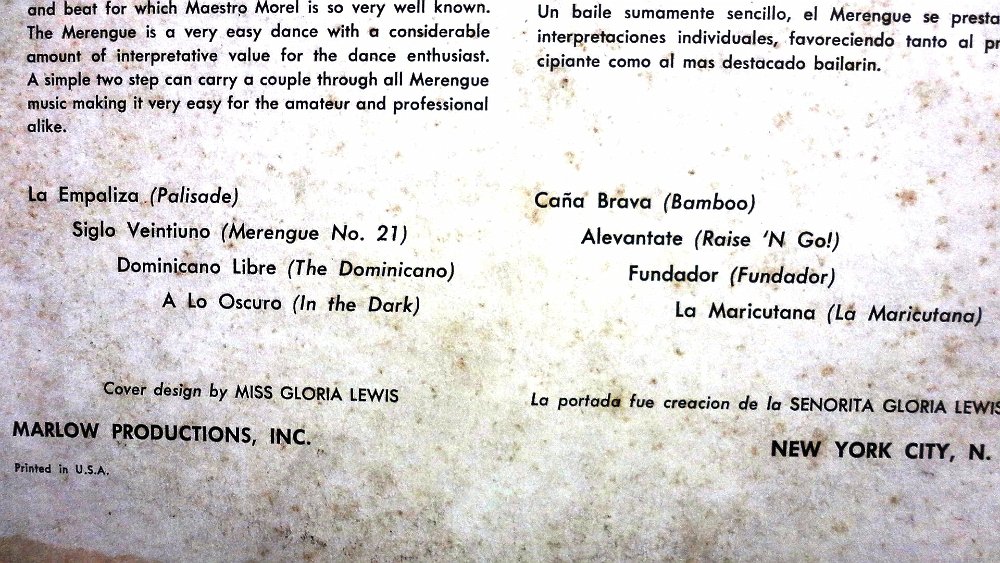 and beat for which Maestro Morel is so very well known.
The Merengue is a very easy dance with a considerable
amount of interpretative value for the dance enthusiast.
A simple two step can carry a couple through all Merengue
music making it very easy for the amateur and professional
alike.
La Empaliza (Palisade)
Siglo Veintiuno (Merengue No. 21)
Dominicano Libre (The Dominicano)
A Lo Oscuro (In the Dark)
Cover design by MISS GLORIA LEWIS
MARLOW PRODUCTIONS, INC.
Printed in U.S.A.
Un baile sumamente sencillo, el Merengue se presta
interpretaciones individuales, favoreciendo tanto al pr
cipiante como al mas destacado bailarin.
Caña Brava (Bamboo)
Alevantate (Raise 'N Go!)
Fundador (Fundador)
La Maricutana (La Maricutana)
La portada fue creacion de la SENORITA GLORIA LEWIS
NEW YORK CITY, N.